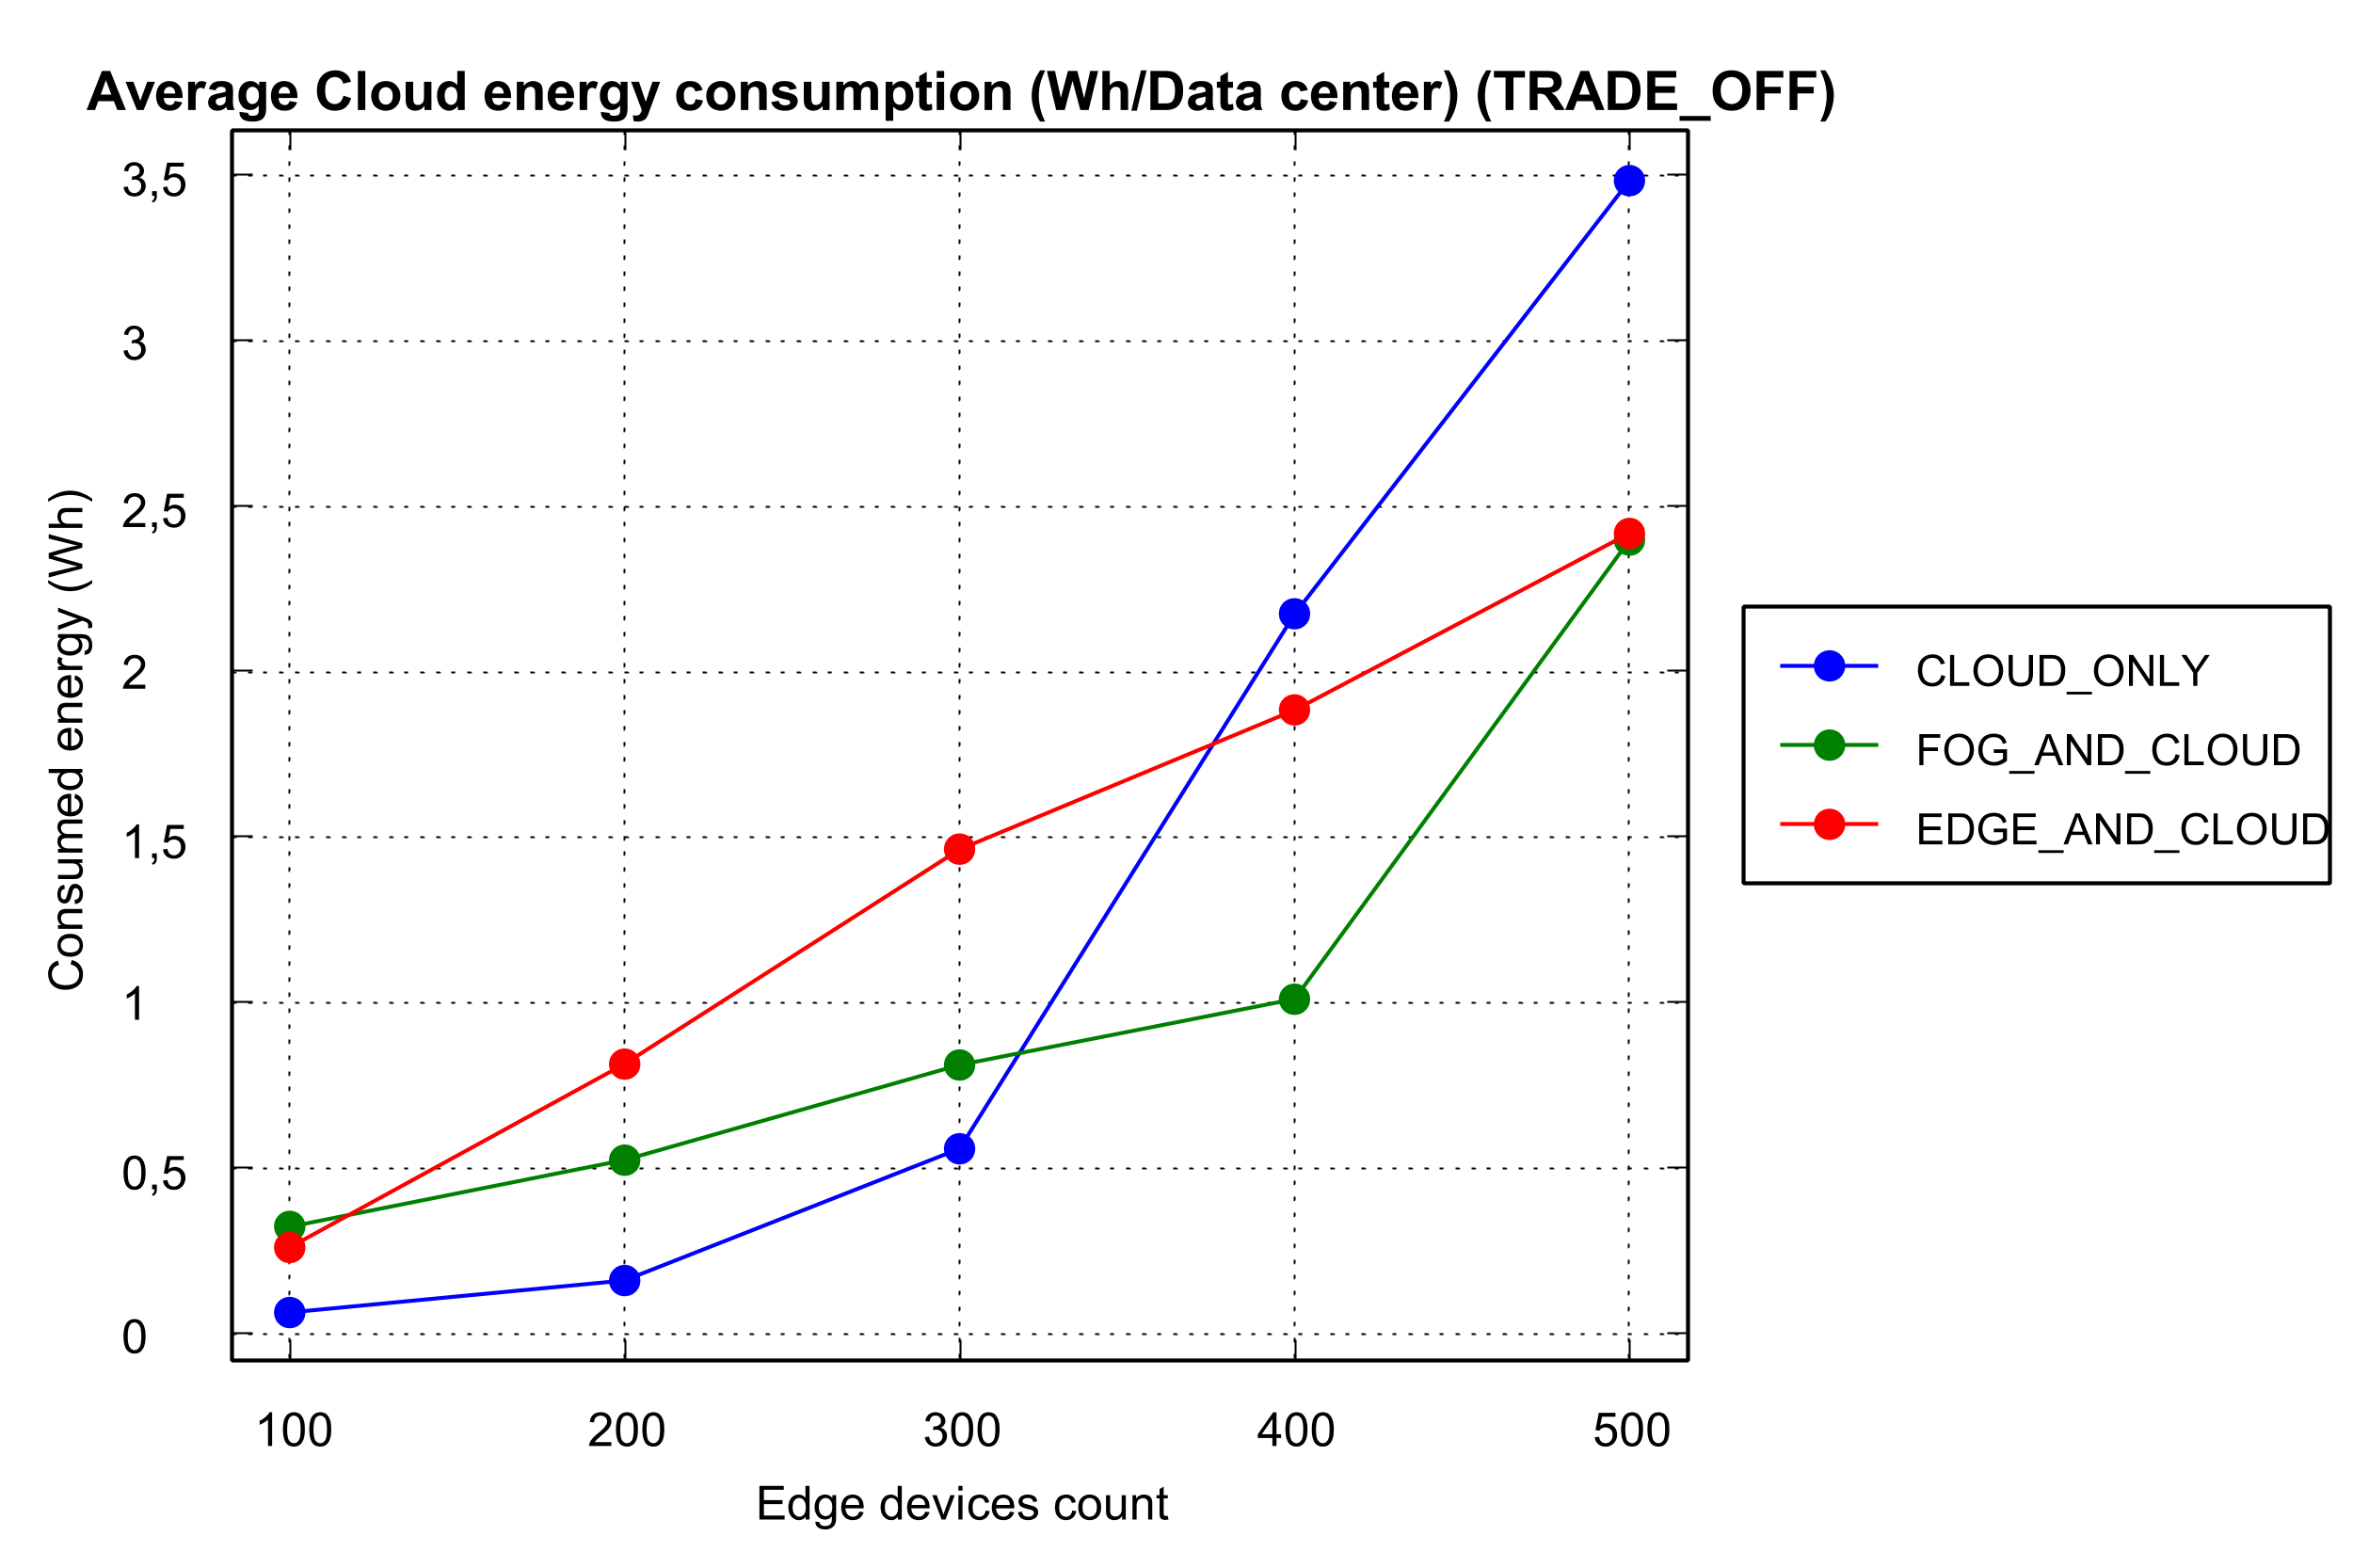 Average Cloud energy consumption (Wh/Data center) (TRADE_OFF)
3,5
3
2,5
2
1,5
1
0,5
0
Consumed energy (Wh)
100 200 300 400 500
Edge devices count
CLOUD_ONLY
FOG_AND_CLOUD
EDGE_AND_CLOUD